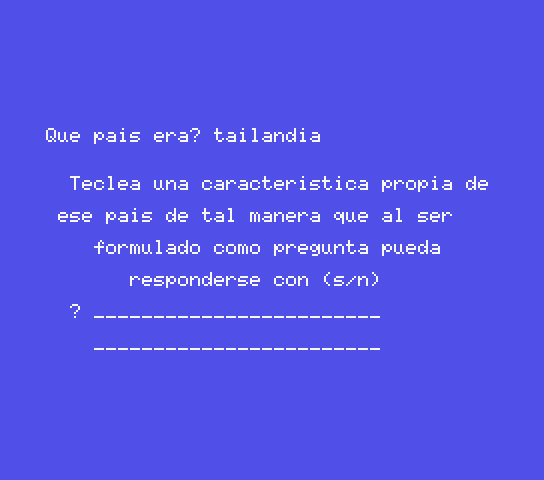 Que pais era? tailandia
Teclea una caracteristica propia de
ese pais de tal manera que al ser
formulado como pregunta pueda
responderse con (s/n)
? ________________________
________________________